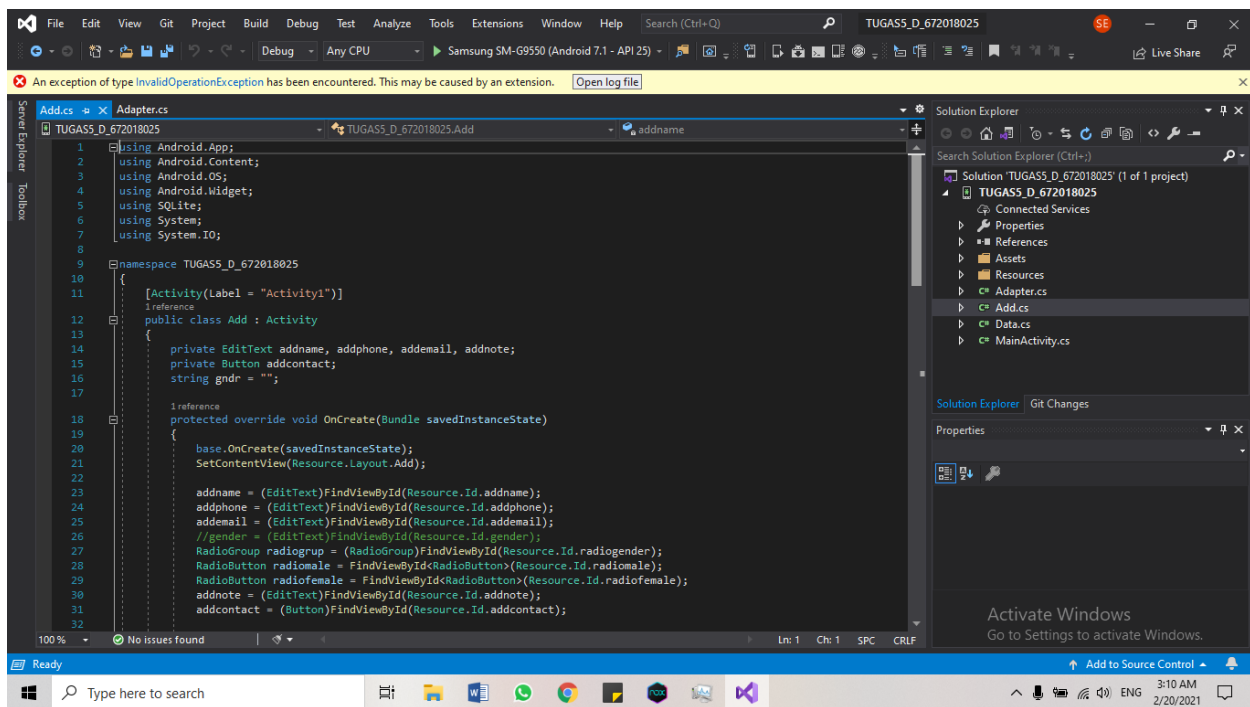 File Edit View Git Project Build Debug Test Analyze Tools Extensions Window Help Search (Ctrl+Q) TUGAS5_D_672018025 SE
Debug Any CPU Samsung SM-G9550 (Android 7.1 - API 25) Live Share
An exception of type InvalidOperationException has been encountered. This may be caused by an extension. Open log file
Server Explorer
Toolbox
Add.cs Adapter.cs
TUGAS5_D_672018025 TUGAS5_D_672018025.Add addname
1 using Android.App;
2 using Android.Content;
3 using Android.OS;
4 using Android.Widget;
5 using SQLite;
6 using System;
7 using System.IO;
8
9 namespace TUGAS5_D_672018025
10 {
11 [Activity(Label = "Activity1")]
1 reference
12 public class Add : Activity
13 {
14 private EditText addname, addphone, addemail, addnote;
15 private Button addcontact;
16 string gndr = "";
17
1 reference
18 protected override void OnCreate(Bundle savedInstanceState)
19 {
20 base.OnCreate(savedInstanceState);
21 SetContentView(Resource.Layout.Add);
22
23 addname = (EditText)FindViewById(Resource.Id.addname);
24 addphone = (EditText)FindViewById(Resource.Id.addphone);
25 addemail = (EditText)FindViewById(Resource.Id.addemail);
26 //gender = (EditText)FindViewById(Resource.Id.gender);
27 RadioGroup radiogrup = (RadioGroup)FindViewById(Resource.Id.radiogender);
28 RadioButton radiomale = FindViewById<RadioButton>(Resource.Id.radiomale);
29 RadioButton radiofemale = FindViewById<RadioButton>(Resource.Id.radiofemale);
30 addnote = (EditText)FindViewById(Resource.Id.addnote);
31 addcontact = (Button)FindViewById(Resource.Id.addcontact);
32
100 % No issues found Ln: 1 Ch: 1 SPC CRLF
Solution Explorer
Search Solution Explorer (Ctrl+;)
Solution 'TUGAS5_D_672018025' (1 of 1 project)
TUGAS5_D_672018025
Connected Services
Properties
References
Assets
Resources
C# Adapter.cs
C# Add.cs
C# Data.cs
C# MainActivity.cs
Solution Explorer Git Changes
Properties
Activate Windows
Go to Settings to activate Windows.
Ready Add to Source Control
Type here to search ENG 3:10 AM
2/20/2021